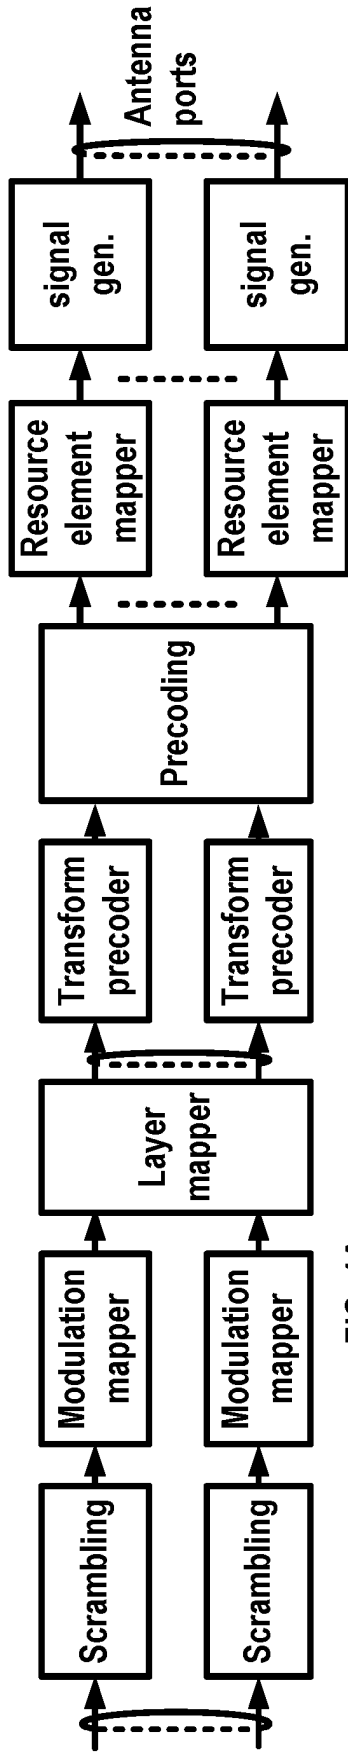 Scrambling
Scrambling
Modulation
mapper
Modulation
mapper
Layer
mapper
Transform
precoder
Transform
precoder
Precoding
Resource
element
mapper
Resource
element
mapper
signal
gen.
signal
gen.
Antenna
ports